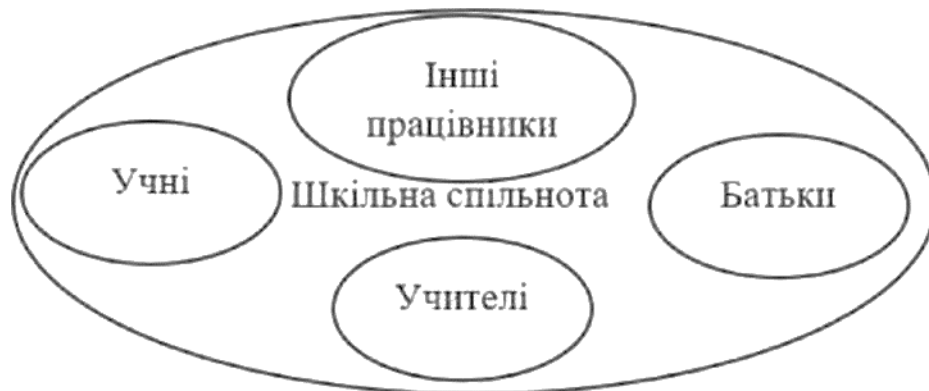 Інші
працівники
Учні
Шкільна спільнота
Батьки
Учителі